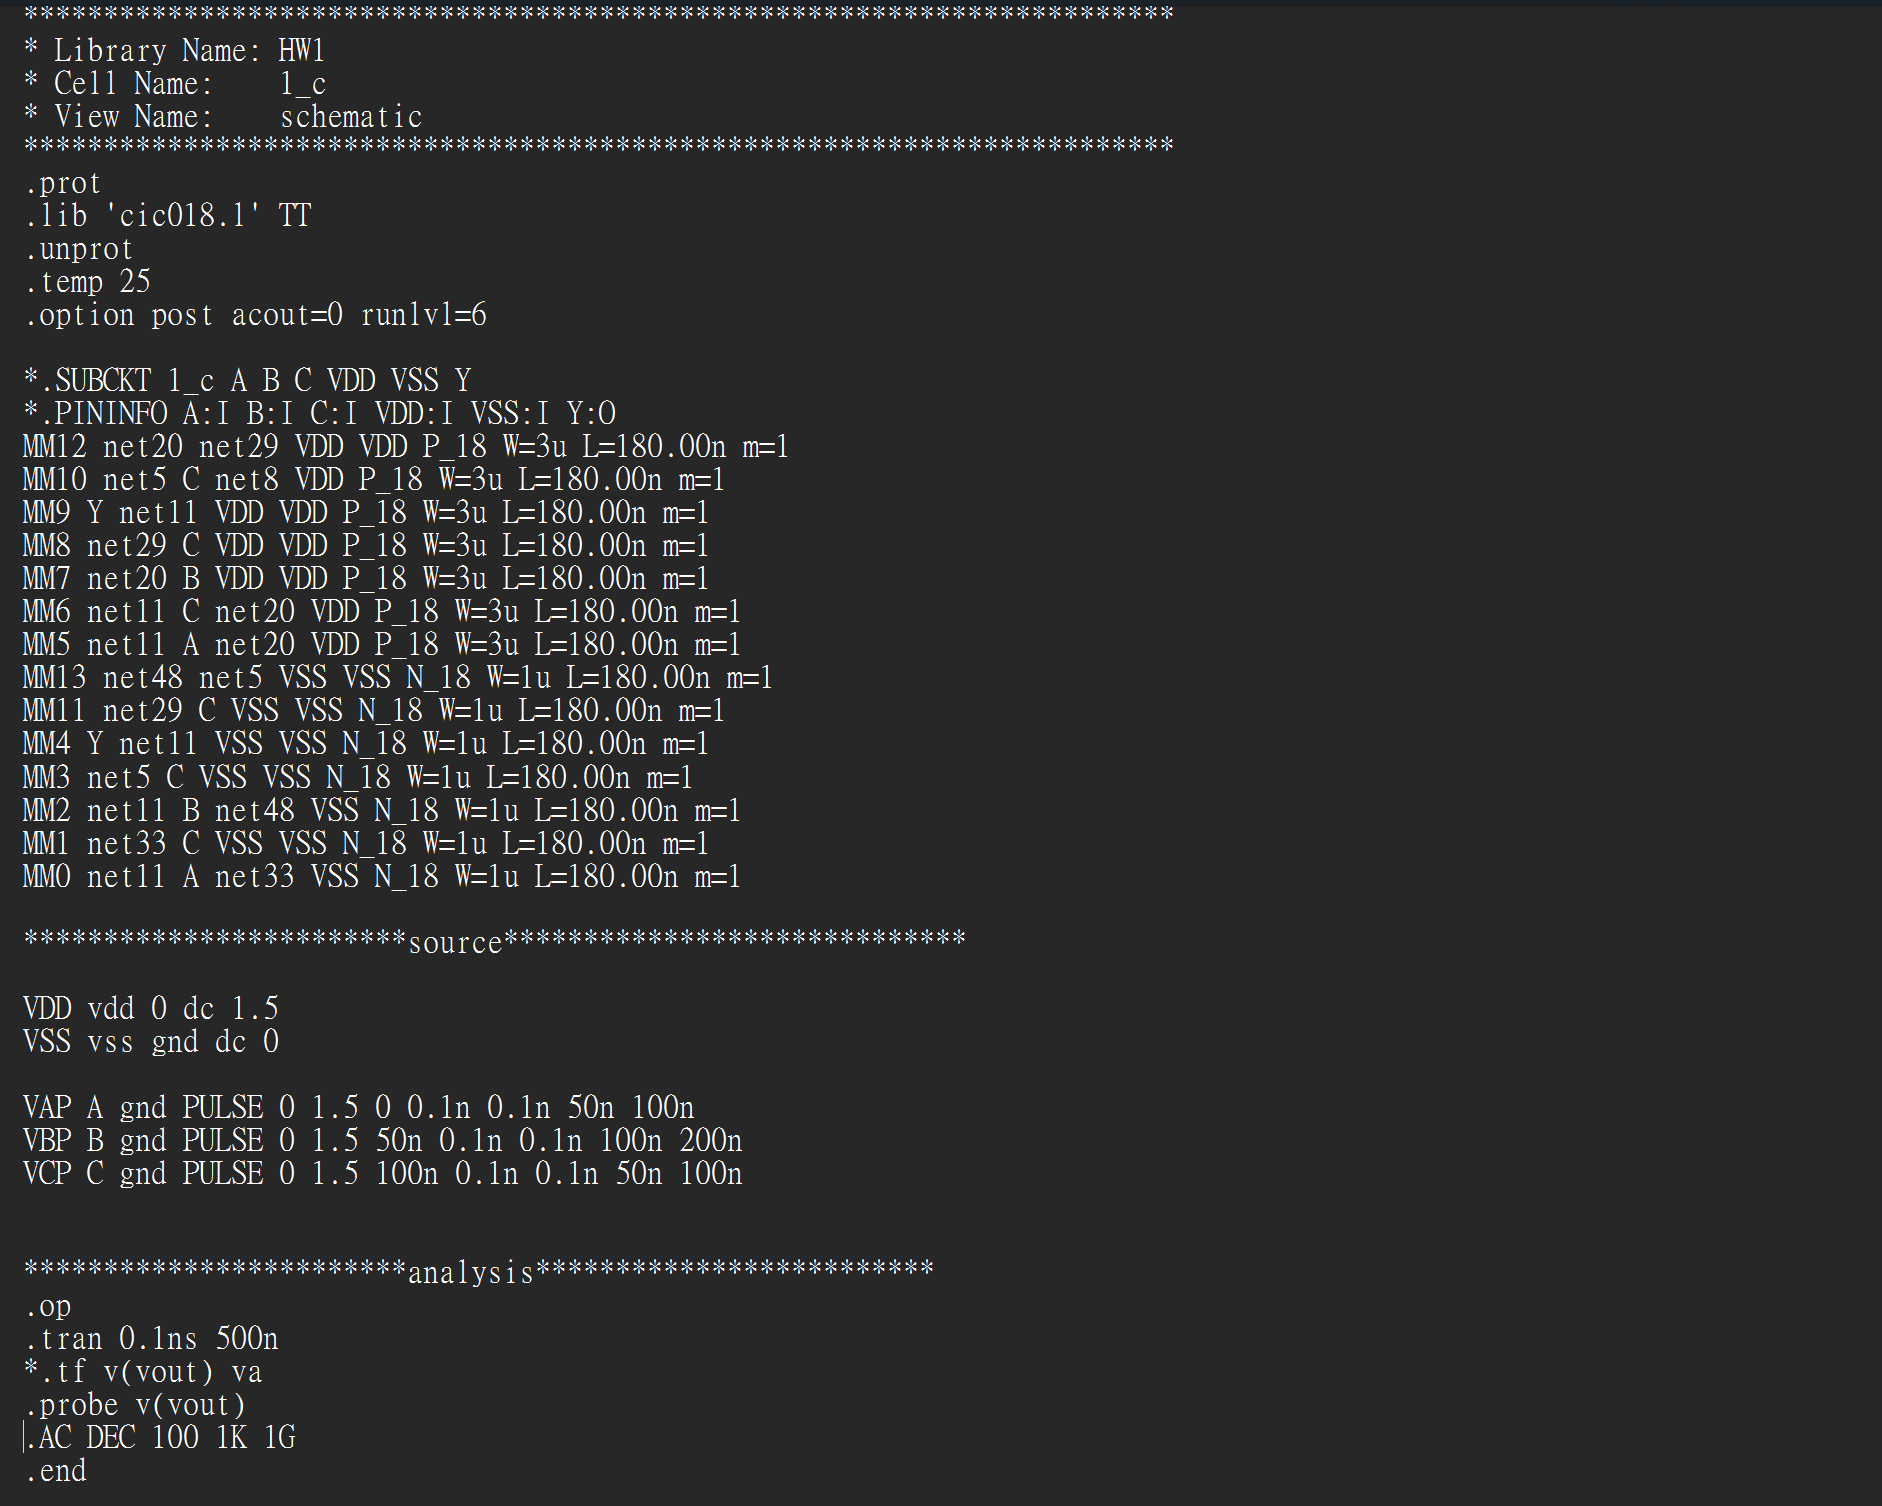 ************************************************************************
* Library Name: HW1
* Cell Name:    1_c
* View Name:    schematic
************************************************************************
.prot
.lib 'cic018.l' TT
.unprot
.temp 25
.option post acout=0 runlvl=6
*.SUBCKT 1_c A B C VDD VSS Y
*.PININFO A:I B:I C:I VDD:I VSS:I Y:O
MM12 net20 net29 VDD VDD P_18 W=3u L=180.00n m=1
MM10 net5 C net8 VDD P_18 W=3u L=180.00n m=1
MM9 Y net11 VDD VDD P_18 W=3u L=180.00n m=1
MM8 net29 C VDD VDD P_18 W=3u L=180.00n m=1
MM7 net20 B VDD VDD P_18 W=3u L=180.00n m=1
MM6 net11 C net20 VDD P_18 W=3u L=180.00n m=1
MM5 net11 A net20 VDD P_18 W=3u L=180.00n m=1
MM13 net48 net5 VSS VSS N_18 W=1u L=180.00n m=1
MM11 net29 C VSS VSS N_18 W=1u L=180.00n m=1
MM4 Y net11 VSS VSS N_18 W=1u L=180.00n m=1
MM3 net5 C VSS VSS N_18 W=1u L=180.00n m=1
MM2 net11 B net48 VSS N_18 W=1u L=180.00n m=1
MM1 net33 C VSS VSS N_18 W=1u L=180.00n m=1
MM0 net11 A net33 VSS N_18 W=1u L=180.00n m=1
************************source*****************************
VDD vdd 0 dc 1.5
VSS vss gnd dc 0
VAP A gnd PULSE 0 1.5 0 0.1n 0.1n 50n 100n
VBP B gnd PULSE 0 1.5 50n 0.1n 0.1n 100n 200n
VCP C gnd PULSE 0 1.5 100n 0.1n 0.1n 50n 100n
************************analysis*************************
.op
.tran 0.1ns 500n
*.tf v(vout) va
.probe v(vout)
.AC DEC 100 1K 1G
.end